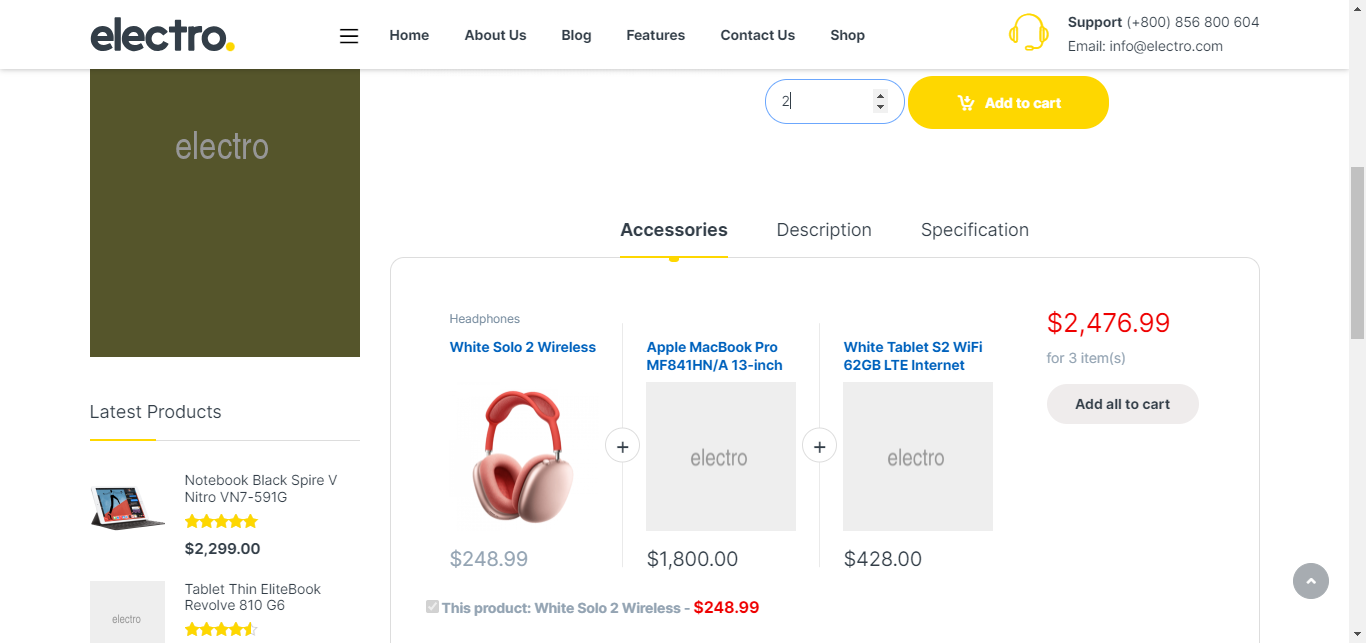 electro.
Home
About Us
Blog
Features
Contact Us
Shop
Support (+800) 856 800 604
Email: info@electro.com
electro
2
Add to cart
Accessories
Description
Specification
Headphones
White Solo 2 Wireless
$248.99
+
Apple MacBook Pro
MF841HN/A 13-inch
electro
$1,800.00
+
White Tablet S2 WiFi
62GB LTE Internet
electro
$428.00
$2,476.99
for 3 item(s)
Add all to cart
This product: White Solo 2 Wireless - $248.99
Latest Products
Notebook Black Spire V
Nitro VN7-591G
$2,299.00
electro
Tablet Thin EliteBook
Revolve 810 G6